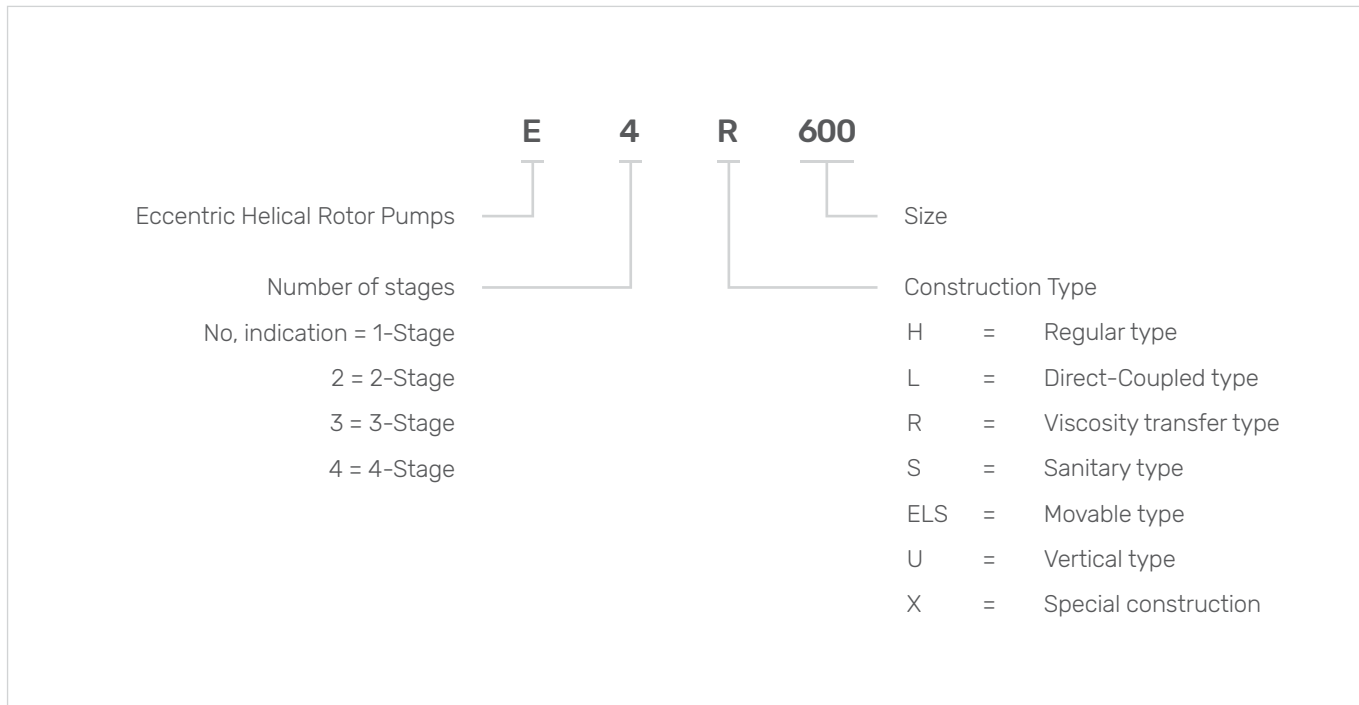 E 4 R 600
Eccentric Helical Rotor Pumps
Number of stages
No, indication = 1-Stage
2 = 2-Stage
3 = 3-Stage
4 = 4-Stage
Size
Construction Type
H = Regular type
L = Direct-Coupled type
R = Viscosity transfer type
S = Sanitary type
ELS = Movable type
U = Vertical type
X = Special construction